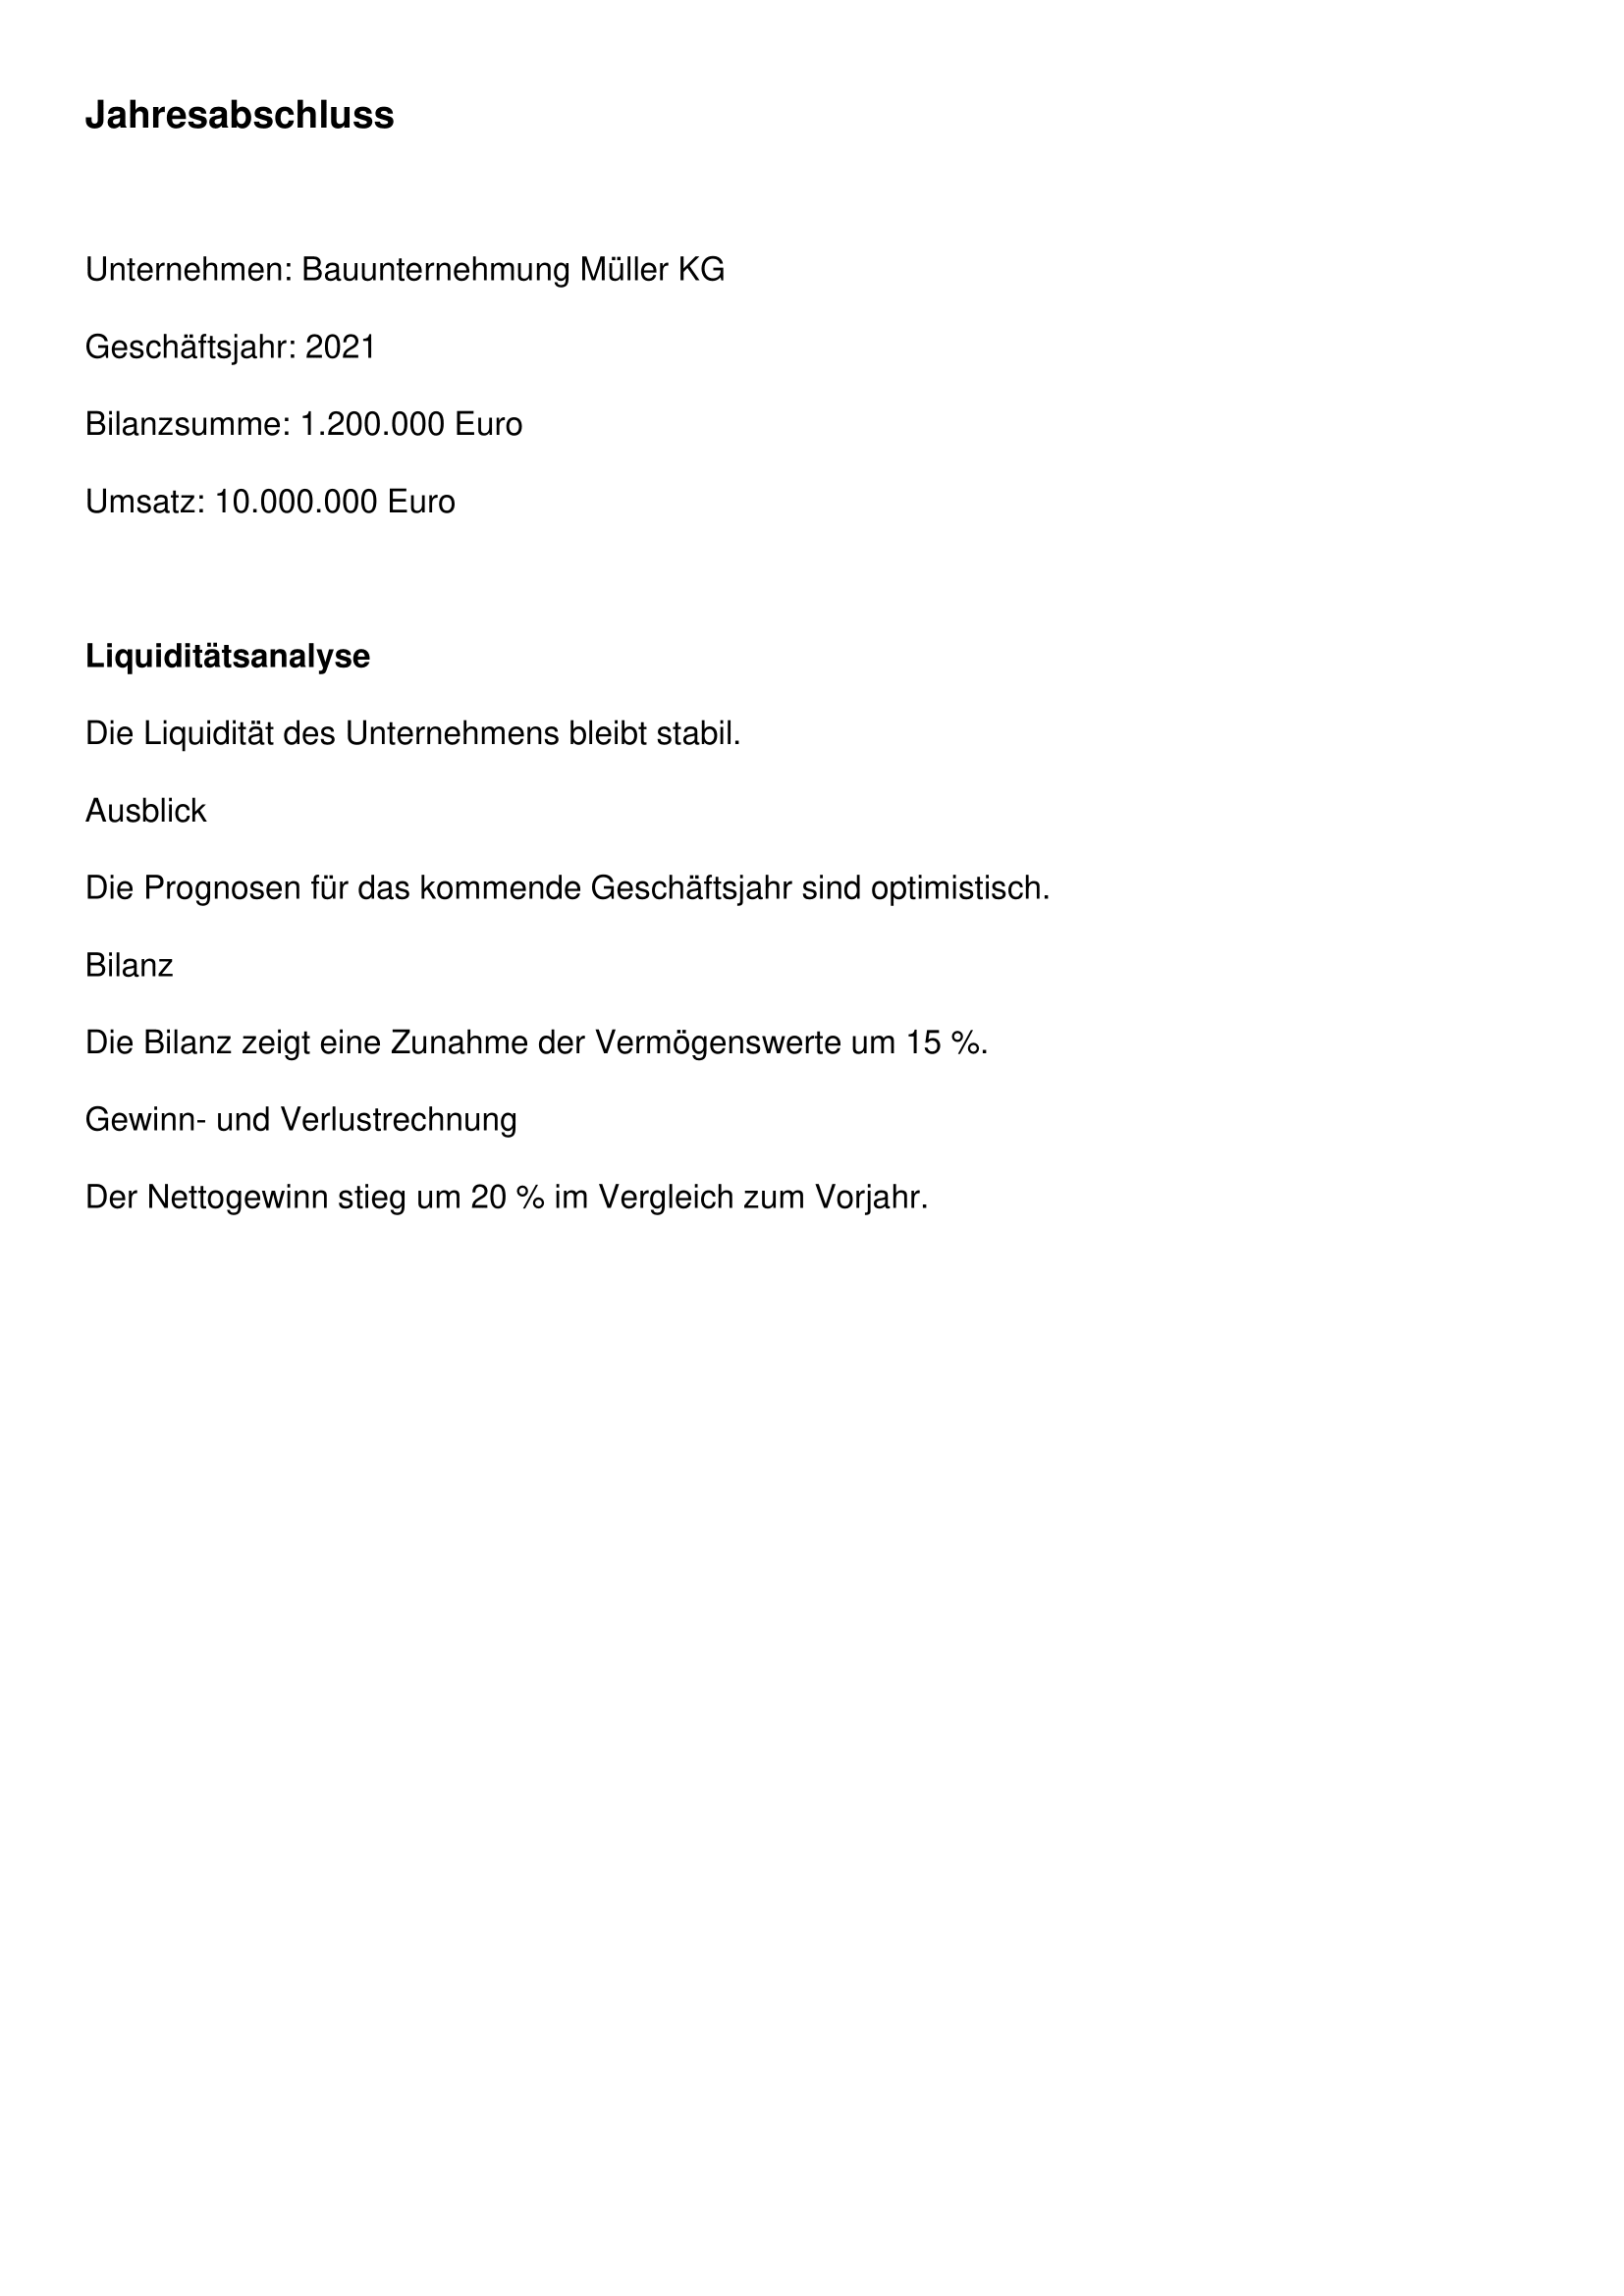 Jahresabschluss
Unternehmen: Bauunternehmung Müller KG
Geschäftsjahr: 2021
Bilanzsumme: 1.200.000 Euro
Umsatz: 10.000.000 Euro
Liquiditätsanalyse
Die Liquidität des Unternehmens bleibt stabil.
Ausblick
Die Prognosen für das kommende Geschäftsjahr sind optimistisch.
Bilanz
Die Bilanz zeigt eine Zunahme der Vermögenswerte um 15 %.
Gewinn- und Verlustrechnung
Der Nettogewinn stieg um 20 % im Vergleich zum Vorjahr.